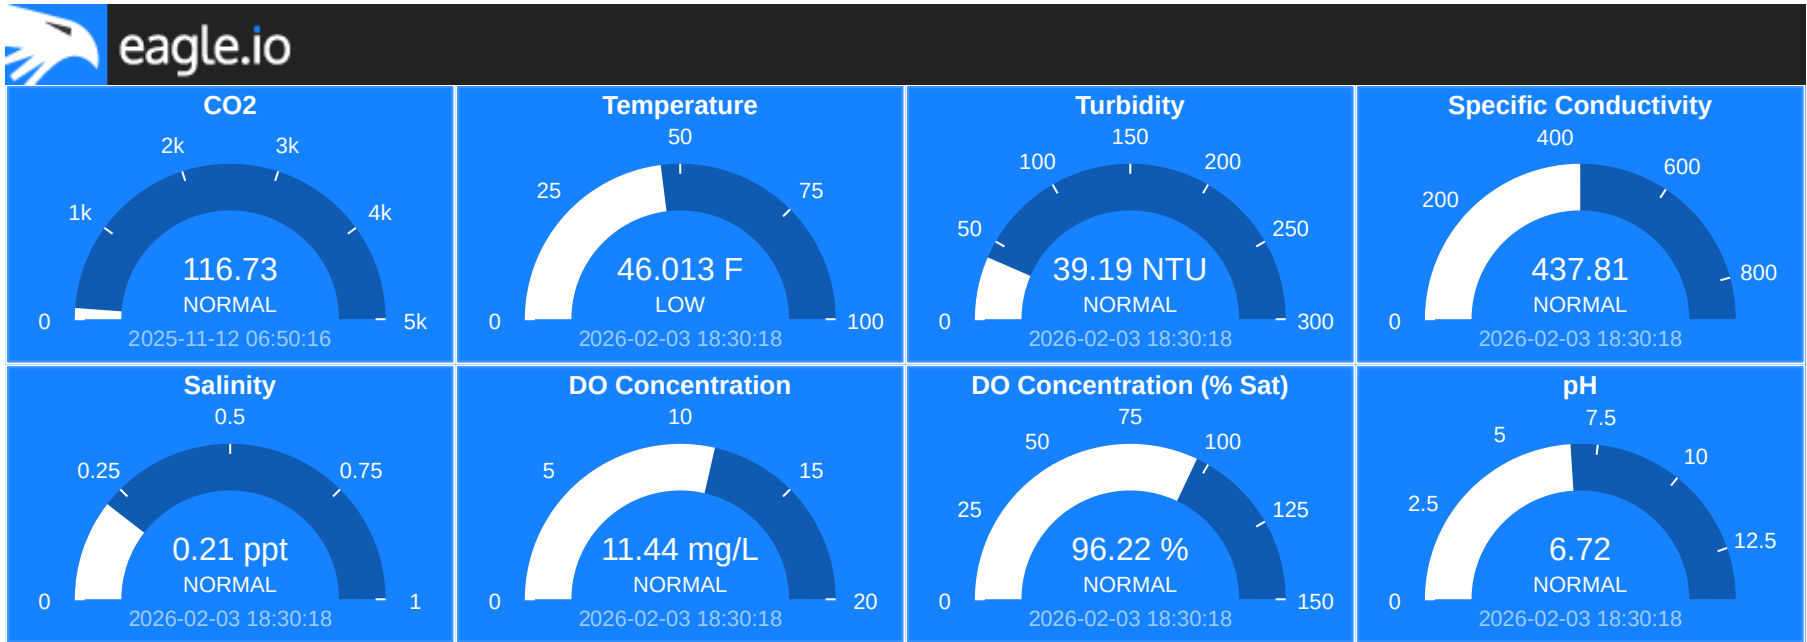 eagle.io
CO2
0
1k
2k
3k
4k
5k
116.73
NORMAL
2025-11-12 06:50:16
Temperature
0
25
50
75
100
46.013 F
LOW
2026-02-03 18:30:18
Turbidity
0
50
100
150
200
250
300
39.19 NTU
NORMAL
2026-02-03 18:30:18
Specific Conductivity
0
200
400
600
800
437.81
NORMAL
2026-02-03 18:30:18
Salinity
0
0.25
0.5
0.75
1
0.21 ppt
NORMAL
2026-02-03 18:30:18
DO Concentration
0
5
10
15
20
11.44 mg/L
NORMAL
2026-02-03 18:30:18
DO Concentration (% Sat)
0
25
50
75
100
125
150
96.22 %
NORMAL
2026-02-03 18:30:18
pH
0
2.5
5
7.5
10
12.5
6.72
NORMAL
2026-02-03 18:30:18